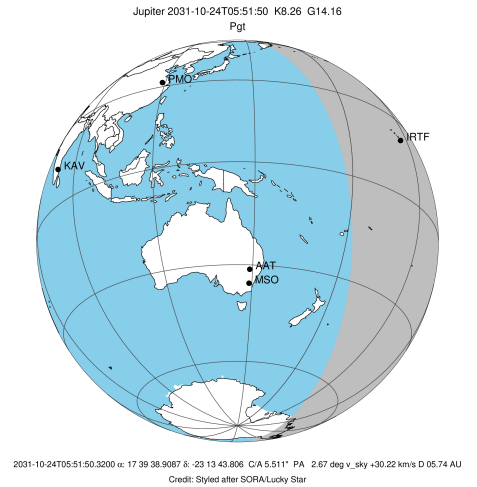 Jupiter 2031-10-24T05:51:50 K8.26 G14.16
Pgt
PMO
IRTF
KAV
AAT
MSO
2031-10-24T05:51:50.3200 α: 17 39 38.9087 δ: -23 13 43.806 C/A 5.511" PA 2.67 deg v_sky +30.22 km/s D 05.74 AU
Credit: Styled after SORA/Lucky Star